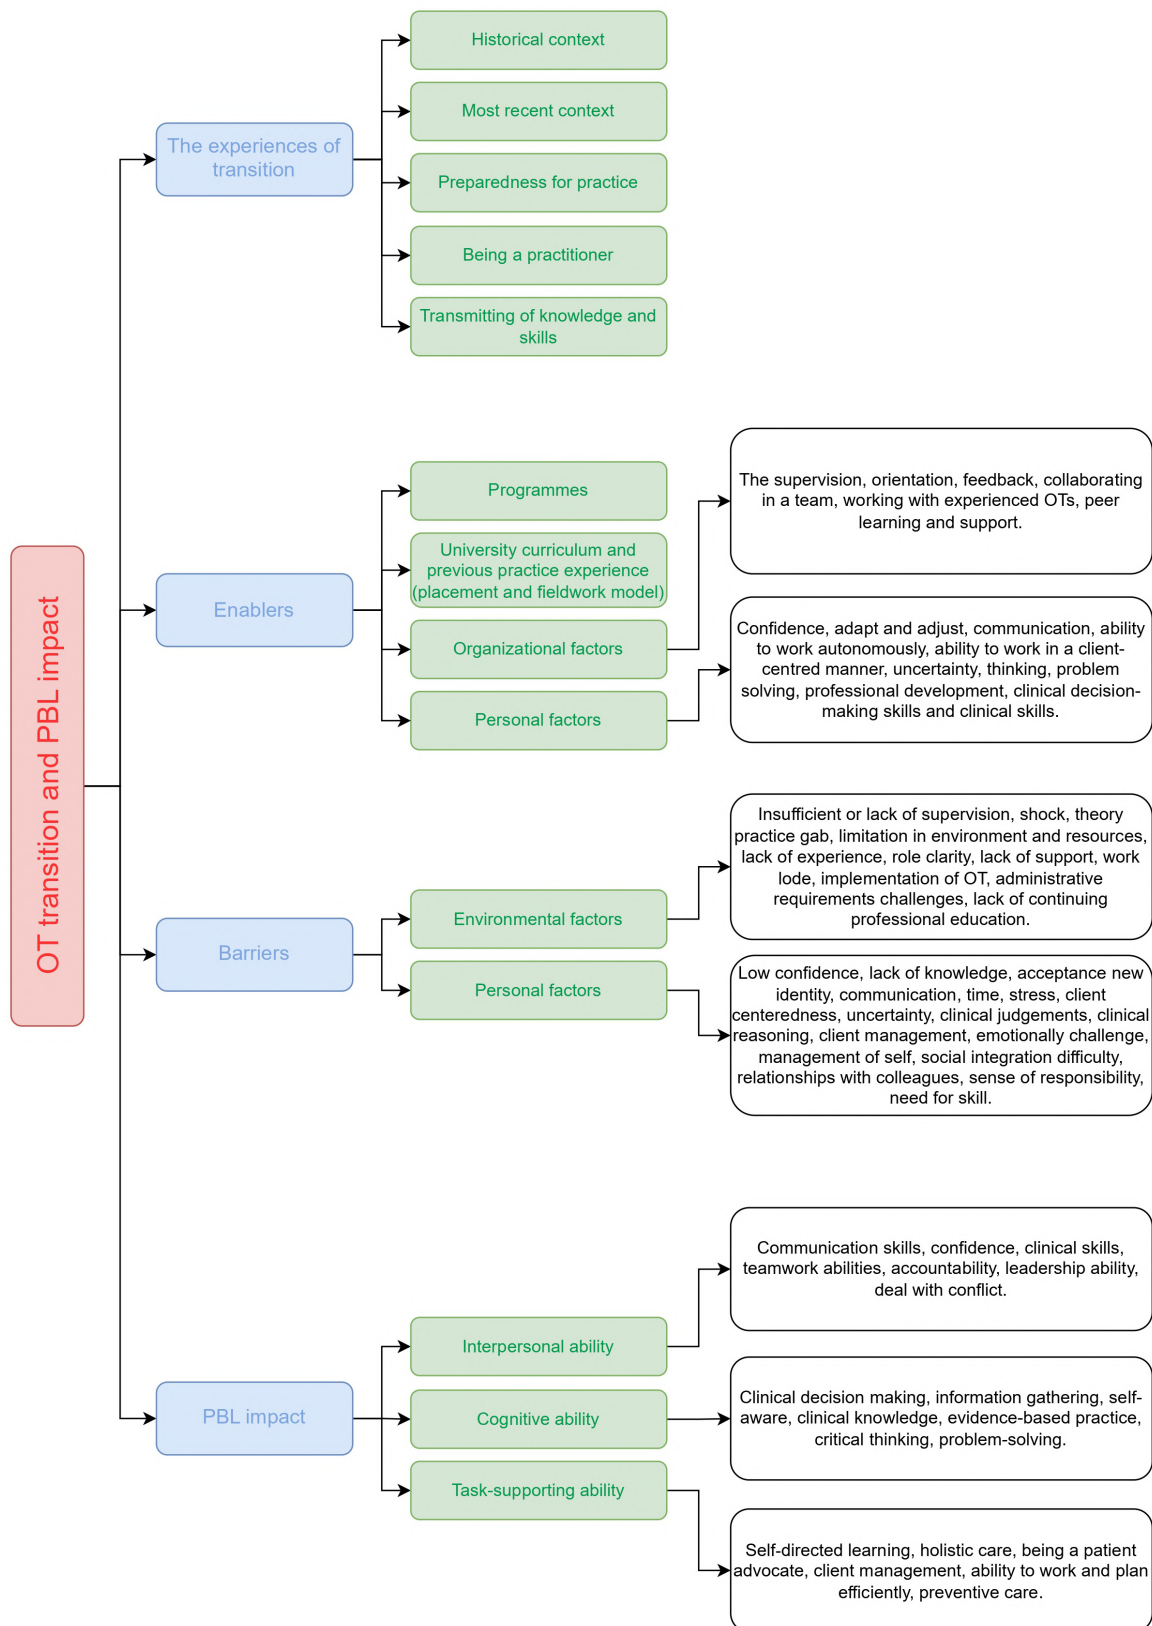 OT transition and PBL impact
The experiences of
transition
Historical context
Most recent context
Preparedness for practice
Being a practitioner
Transmitting of knowledge and
skills
Enablers
Programmes
University curriculum and
previous practice experience
(placement and fieldwork model)
Organizational factors
The supervision, orientation, feedback, collaborating
in a team, working with experienced OTs, peer
learning and support.
Personal factors
Confidence, adapt and adjust, communication, ability
to work autonomously, ability to work in a client-
centred manner, uncertainty, thinking, problem
solving, professional development, clinical decision-
making skills and clinical skills.
Barriers
Environmental factors
Insufficient or lack of supervision, shock, theory
practice gab, limitation in environment and resources,
lack of experience, role clarity, lack of support, work
lode, implementation of OT, administrative
requirements challenges, lack of continuing
professional education.
Personal factors
Low confidence, lack of knowledge, acceptance new
identity, communication, time, stress, client
centeredness, uncertainty, clinical judgements, clinical
reasoning, client management, emotionally challenge,
management of self, social integration difficulty,
relationships with colleagues, sense of responsibility,
need for skill.
PBL impact
Interpersonal ability
Communication skills, confidence, clinical skills,
teamwork abilities, accountability, leadership ability,
deal with conflict.
Cognitive ability
Clinical decision making, information gathering, self-
aware, clinical knowledge, evidence-based practice,
critical thinking, problem-solving.
Task-supporting ability
Self-directed learning, holistic care, being a patient
advocate, client management, ability to work and plan
efficiently, preventive care.